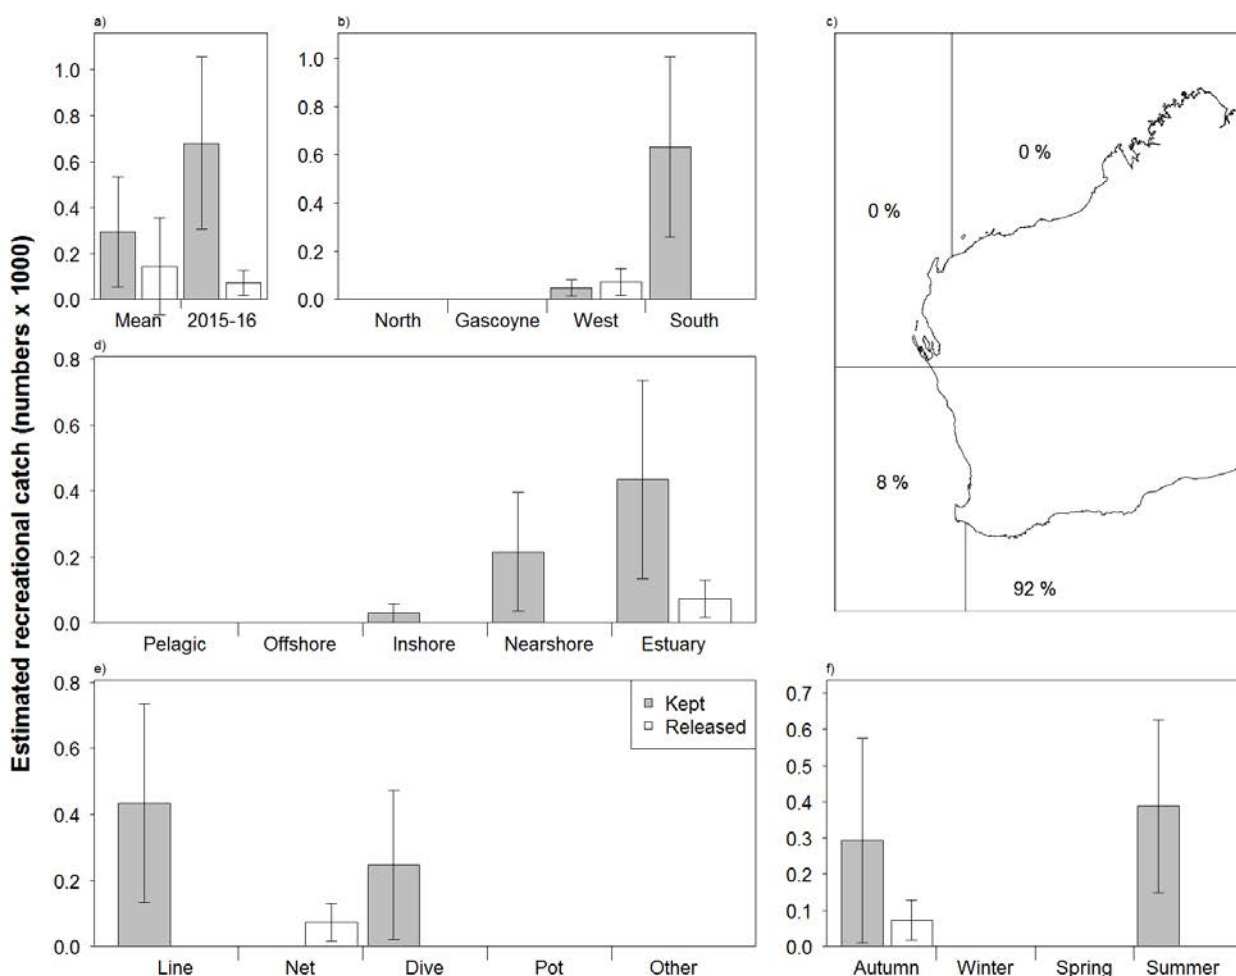 Estimated recreational catch (numbers x 1000)
a)
1.0
0.8
0.6
0.4
0.2
0.0
Mean 2015-16
b)
1.0
0.8
0.6
0.4
0.2
0.0
North Gascoyne West South
c)
0 %
0 %
8 %
92 %
d)
0.8
0.6
0.4
0.2
0.0
Pelagic Offshore Inshore Nearshore Estuary
e)
0.8
0.6
0.4
0.2
0.0
Kept
Released
Line Net Dive Pot Other
f)
0.7
0.6
0.5
0.4
0.3
0.2
0.1
0.0
Autumn Winter Spring Summer